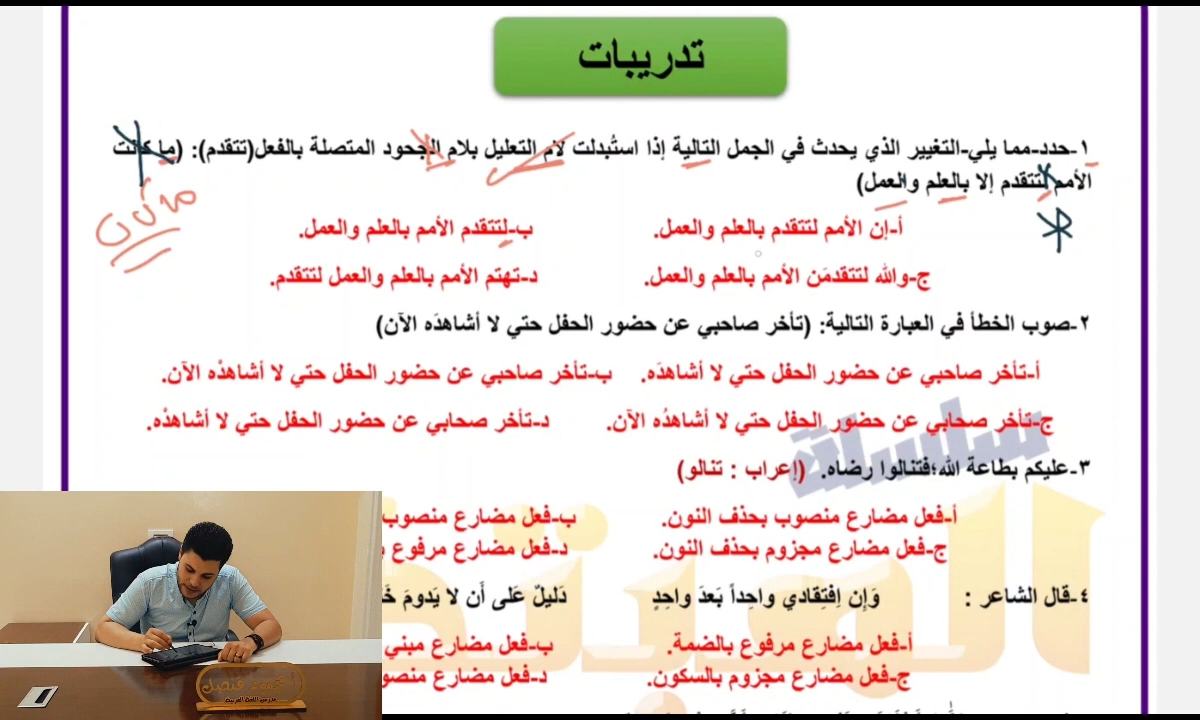 تدريبات
١-حدد-مما يلي-التغيير الذي يحدث في الجمل التالية إذا استُبدلت لام التعليل بلام الجحود المتصلة بالفعل(تتقدم): (ما كانت
الأمم لتتقدم إلا بالعلم والعمل)
أ-إن الأمم لتتقدم بالعلم والعمل. ب-لتتقدم الأمم بالعلم والعمل.
ج-والله لتتقدمَن الأمم بالعلم والعمل. د-تهتم الأمم بالعلم والعمل لتتقدم.
٢-صوب الخطأ في العبارة التالية: (تأخر صاحبي عن حضور الحفل حتي لا أشاهدَه الآن)
أ-تأخر صاحبي عن حضور الحفل حتي لا أشاهدَه. ب-تأخر صاحبي عن حضور الحفل حتي لا أشاهدْه الآن.
ج-تأخر صحابي عن حضور الحفل حتي لا أشاهدُه الآن. د-تأخر صحابي عن حضور الحفل حتي لا أشاهدْه.
٣-عليكم بطاعة الله؛فتنالوا رضاه. (إعراب : تنالو)
أ-فعل مضارع منصوب بحذف النون. ب-فعل مضارع منصوب
ج-فعل مضارع مجزوم بحذف النون. د-فعل مضارع مرفوع
٤-قال الشاعر : وَإِن اِفتِقادي واحِداً بَعدَ واحِدٍ دَليلٌ عَلى أَن لا يَدومَ
أ-فعل مضارع مرفوع بالضمة. ب-فعل مضارع مبني
ج-فعل مضارع مجزوم بالسكون. د-فعل مضارع
سلسلة
مدرس اللغة العربية